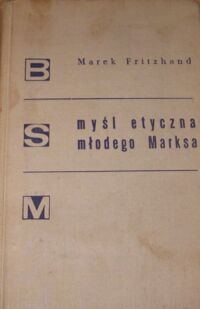 B
Marek Fritzhand
S
myśl etyczna
młodego Marksa
M